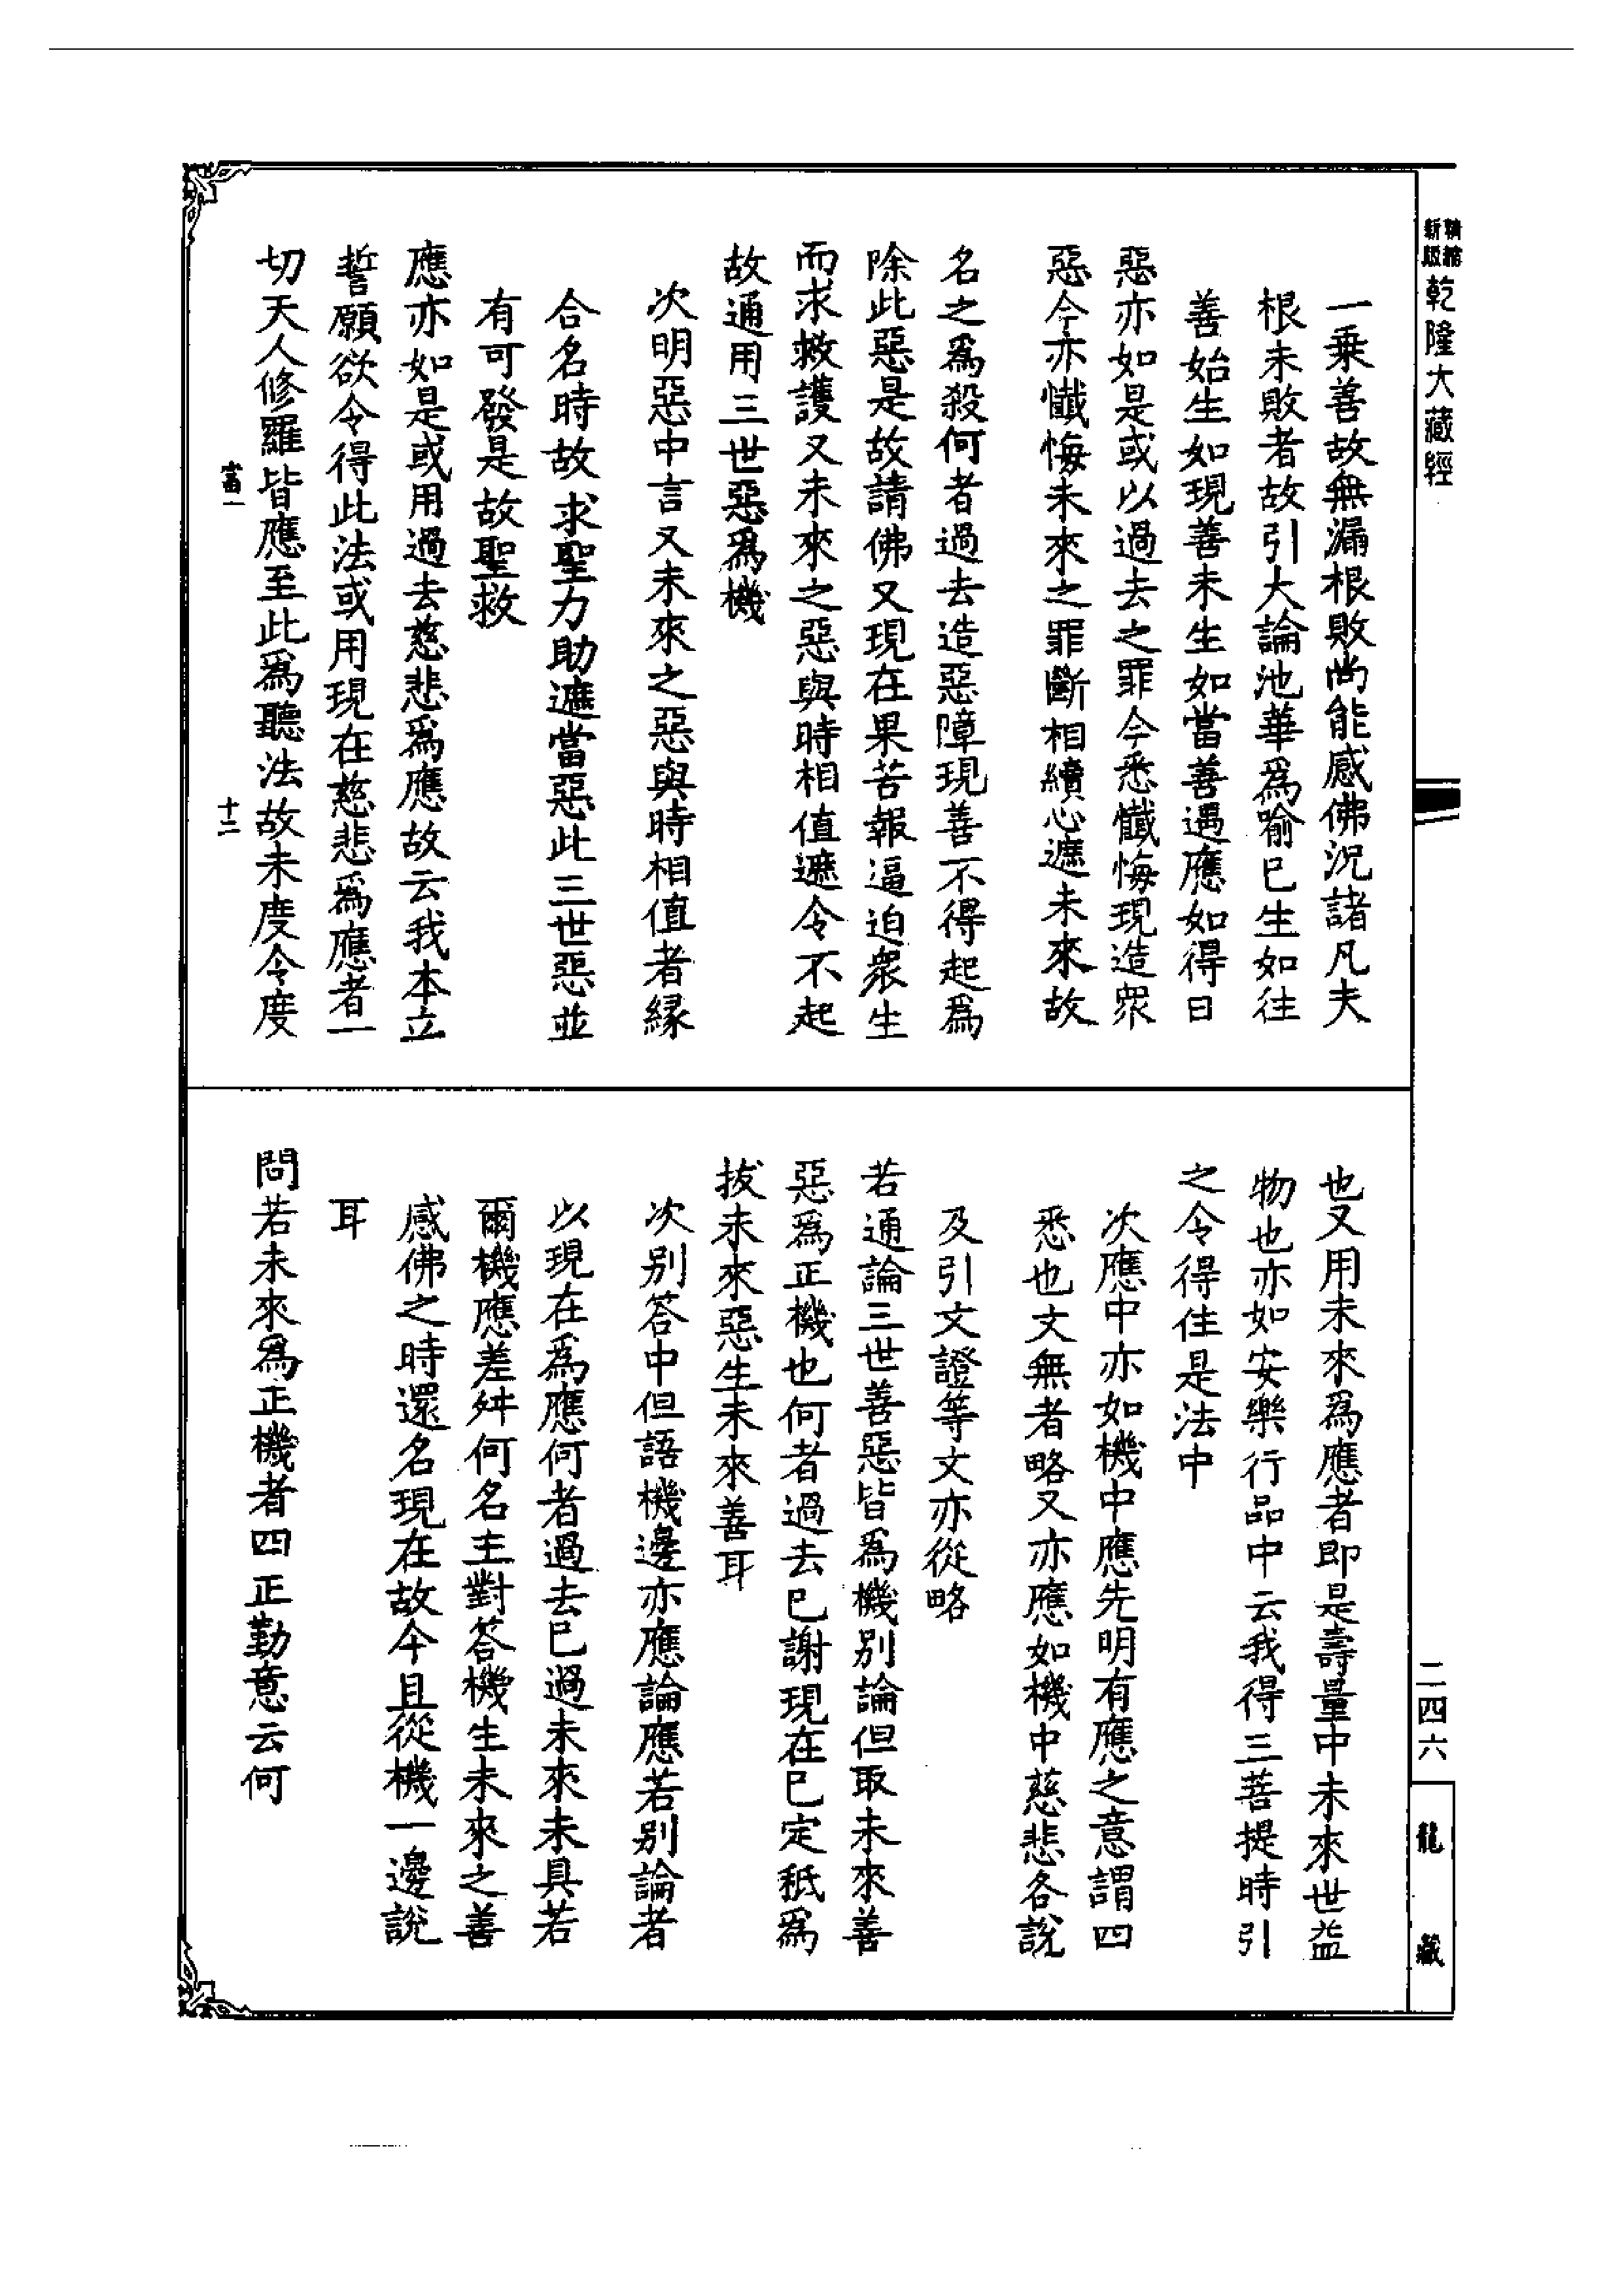 新版
精縮
乾隆大藏經
一乘善故無漏根敗尚能感佛況諸凡夫
根未敗者故引大論池華爲喻已生如往
善始生如現善未生如當善遇應如得日
惡亦如是或以過去之罪今悉懺悔現造眾
惡今亦懺悔未來之罪斷相續心遮未來故
名之爲殺何者過去造惡障現善不得起爲
除此惡是故請佛又現在果苦報逼迫衆生
而求救護又未來之惡與時相值遮令不起
故通用三世惡爲機
次明惡中言又未來之惡與時相值者緣
合名時故求聖力助遮當惡此三世惡並
有可發是故聖救
應亦如是或用過去慈悲爲應故云我本立
誓願欲令得此法或用現在慈悲爲應者一
切天人修羅皆應至此爲聽法故未度令度
富一
十二
也又用未來爲應者即是壽量中未來世益
物也亦如安樂行品中云我得三菩提時引
之令得住是法中
次應中亦如機中應先明有應之意謂四
悉也文無者略又亦應如機中慈悲各說
及引文證等文亦從略
若通論三世善惡皆爲機別論但取未來善
惡爲正機也何者過去已謝現在已定秖爲
拔未來惡生未來善耳
次別答中但語機邊亦應論應若別論者
以現在爲應何者過去已過未來未具若
爾機應差舛何名主對答機生未來之善
感佛之時還名現在故今且從機一邊說
耳
問若未來爲正機者四正勤意云何
二四六
龍藏